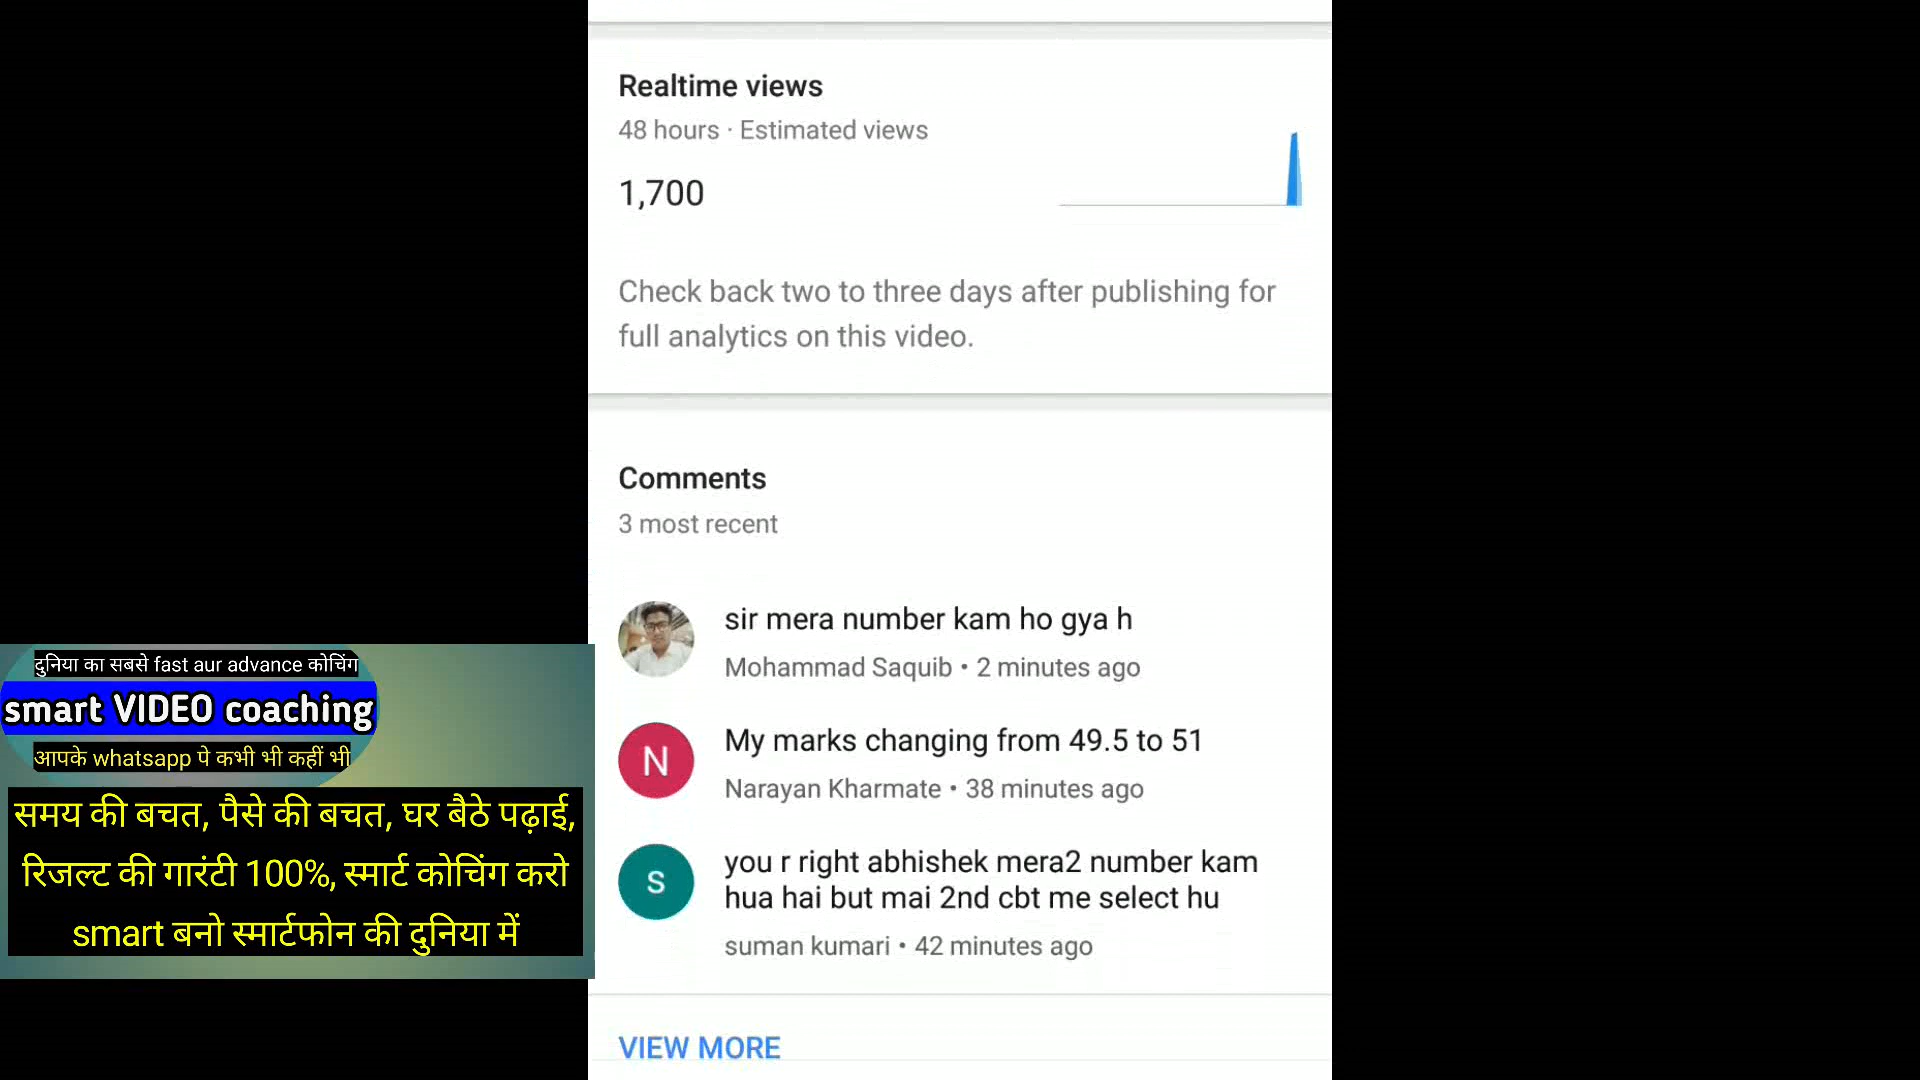 Realtime views
48 hours · Estimated views
1,700
Check back two to three days after publishing for
full analytics on this video.
Comments
3 most recent
sir mera number kam ho gya h
Mohammad Saquib • 2 minutes ago
N
My marks changing from 49.5 to 51
Narayan Kharmate • 38 minutes ago
S
you r right abhishek mera2 number kam
hua hai but mai 2nd cbt me select hu
suman kumari • 42 minutes ago
VIEW MORE
दुनिया का सबसे fast aur advance कोचिंग
smart VIDEO coaching
आपके whatsapp पे कभी भी कहीं भी
समय की बचत, पैसे की बचत, घर बैठे पढ़ाई,
रिजल्ट की गारंटी 100%, स्मार्ट कोचिंग करो
smart बनो स्मार्टफोन की दुनिया में